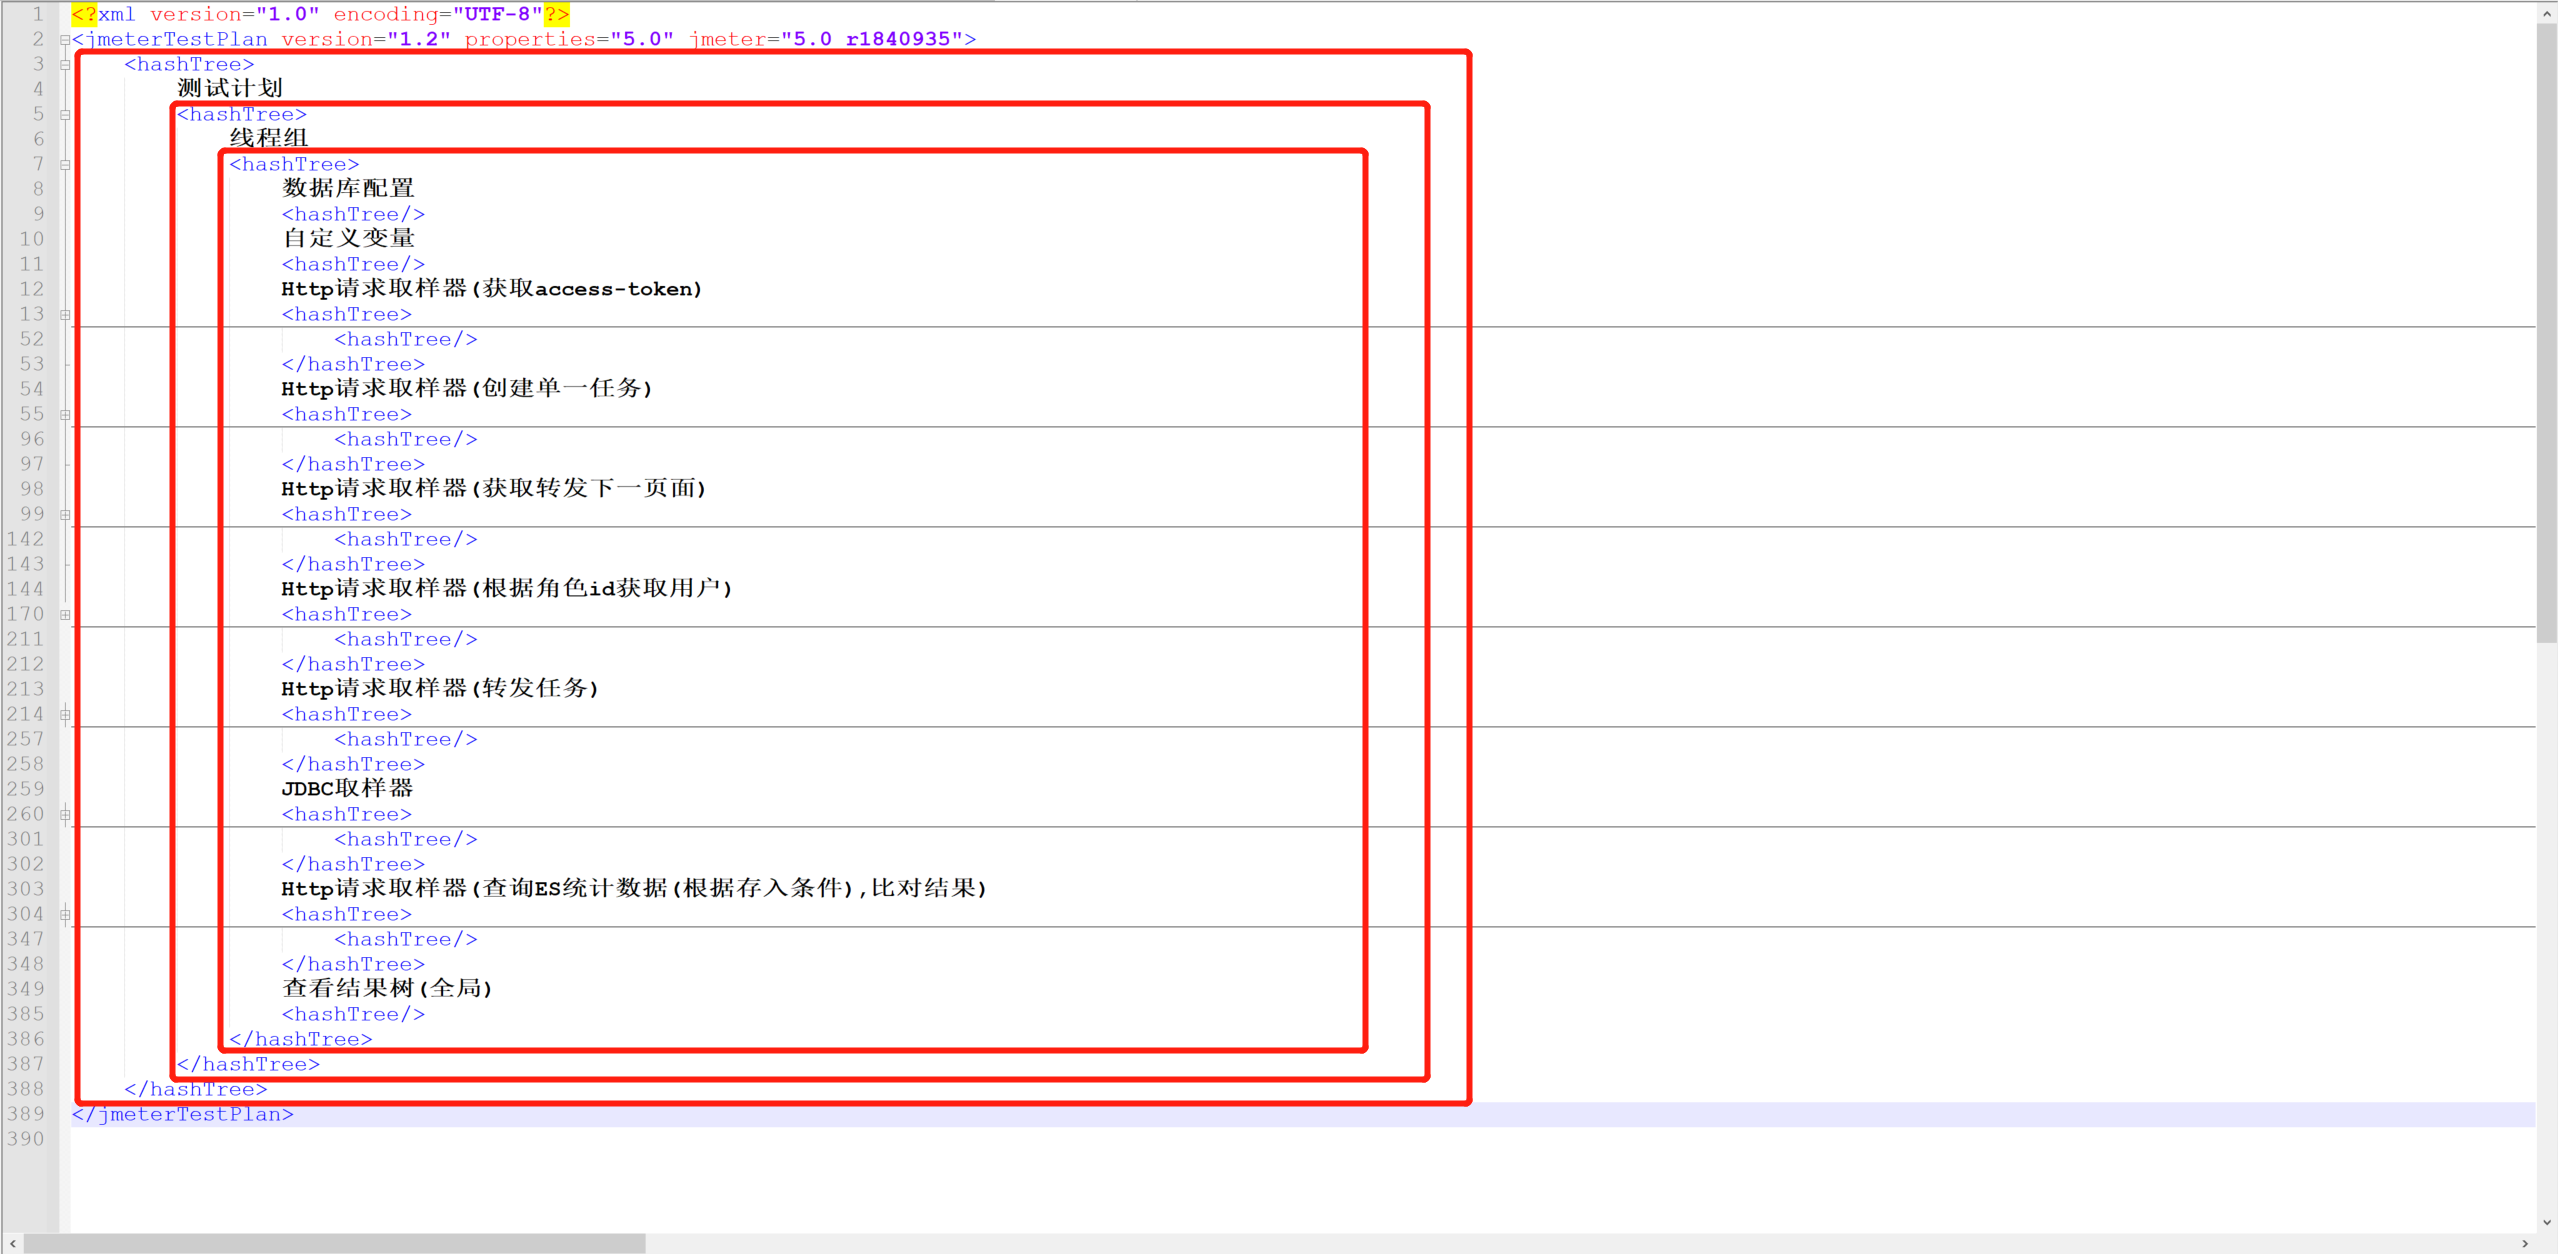 1 <?xml version="1.0" encoding="UTF-8"?>
2 <jmeterTestPlan version="1.2" properties="5.0" jmeter="5.0 r1840935">
3 <hashTree>
4 测试计划
5 <hashTree>
6 线程组
7 <hashTree>
8 数据库配置
9 <hashTree/>
10 自定义变量
11 <hashTree/>
12 Http请求取样器(获取access-token)
13 <hashTree>
52 <hashTree/>
53 </hashTree>
54 Http请求取样器(创建单一任务)
55 <hashTree>
96 <hashTree/>
97 </hashTree>
98 Http请求取样器(获取转发下一页面)
99 <hashTree>
142 <hashTree/>
143 </hashTree>
144 Http请求取样器(根据角色id获取用户)
170 <hashTree>
211 <hashTree/>
212 </hashTree>
213 Http请求取样器(转发任务)
214 <hashTree>
257 <hashTree/>
258 </hashTree>
259 JDBC取样器
260 <hashTree>
301 <hashTree/>
302 </hashTree>
303 Http请求取样器(查询ES统计数据(根据存入条件),比对结果)
304 <hashTree>
347 <hashTree/>
348 </hashTree>
349 查看结果树(全局)
385 <hashTree/>
386 </hashTree>
387 </hashTree>
388 </hashTree>
389 </jmeterTestPlan>
390